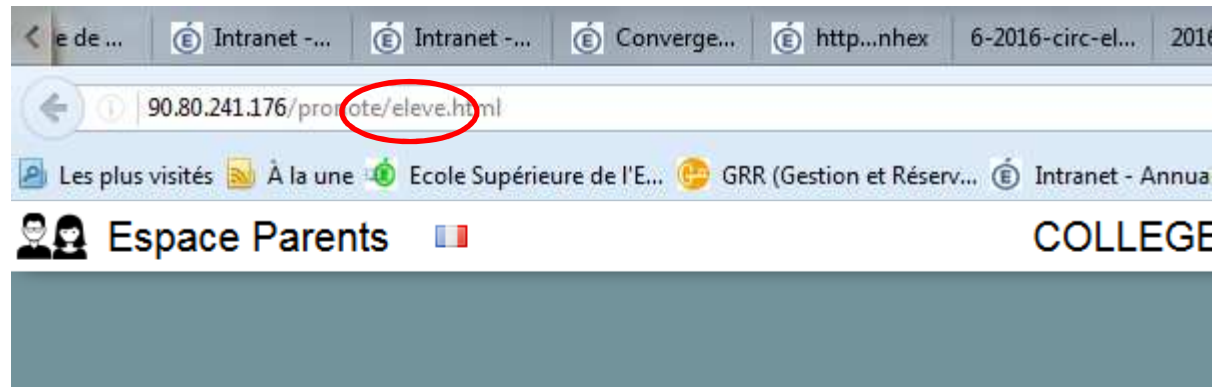 e de ... Intranet -... Intranet -... Converge... http...nhex 6-2016-circ-el... 2016
90.80.241.176/promote/eleve.html
Les plus visités À la une Ecole Supérieure de l'E... GRR (Gestion et Réserv... Intranet - Annua
Espace Parents COLLEGE